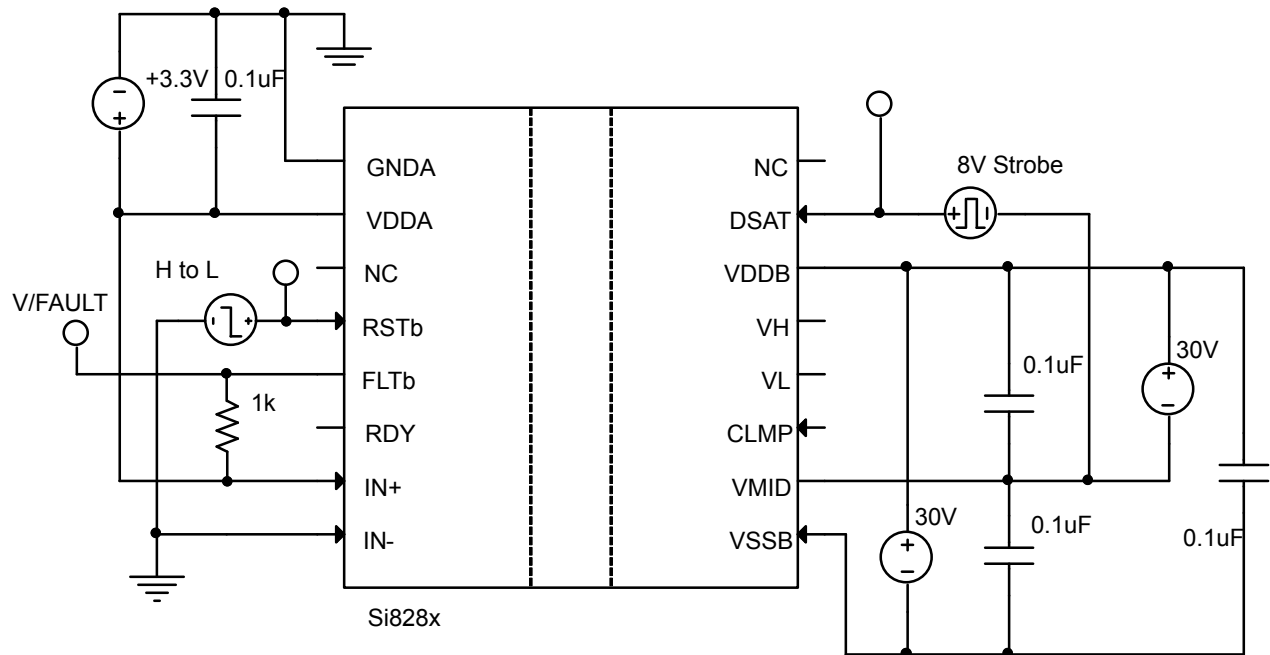 +3.3V
0.1uF
GNDA
VDDA
NC
RSTb
FLTb
RDY
IN+
IN-
H to L
V/FAULT
1k
Si828x
NC
DSAT
VDDB
VH
VL
CLMP
VMID
VSSB
8V Strobe
0.1uF
30V
30V
0.1uF
0.1uF